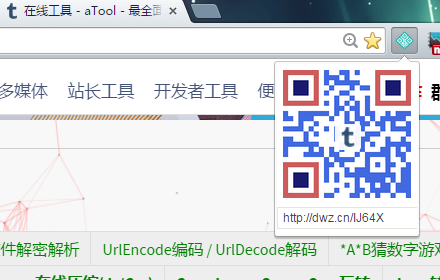 t 在线工具 - aTool - 最全
多媒体 站长工具 开发者工具 便
群
t
http://dwz.cn/IJ64X
件解密解析 UrlEncode编码 / UrlDecode解码 *A*B猜数字游戏